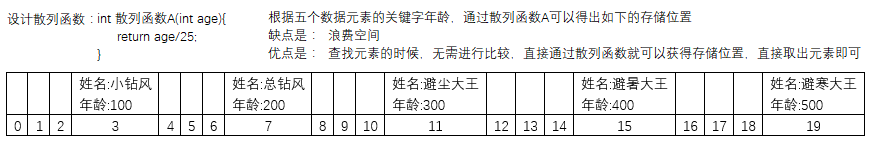 设计散列函数：int 散列函数A(int age){
return age/25;
}
根据五个数据元素的关键字年龄，通过散列函数A可以得出如下的存储位置
缺点是： 浪费空间
优点是： 查找元素的时候，无需进行比较，直接通过散列函数就可以获得存储位置，直接取出元素即可
姓名:小钻风 姓名:总钻风 姓名:避尘大王 姓名:避暑大王 姓名:避寒大王
年龄:100 年龄:200 年龄:300 年龄:400 年龄:500
0 1 2 3 4 5 6 7 8 9 10 11 12 13 14 15 16 17 18 19